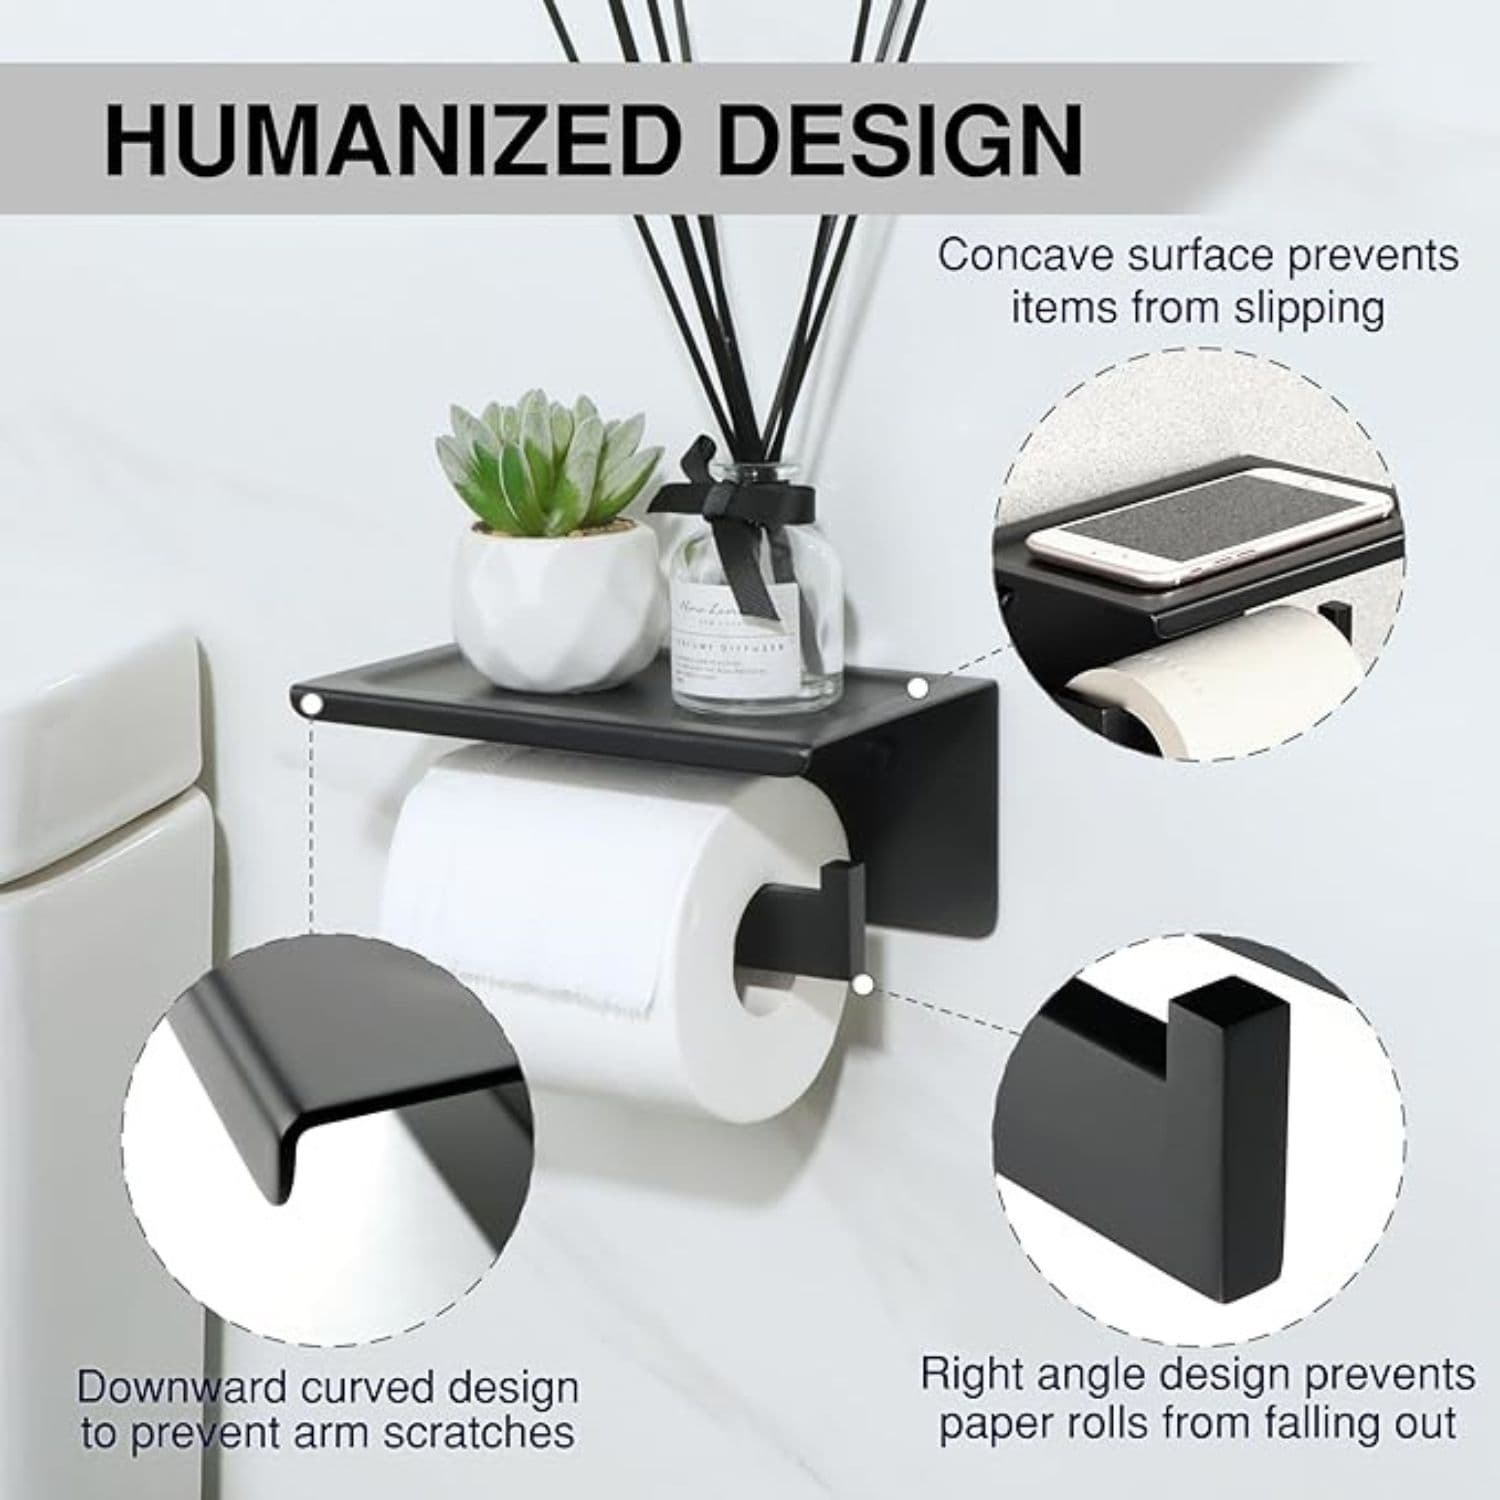 HUMANIZED DESIGN
Concave surface prevents
items from slipping
Downward curved design
to prevent arm scratches
Right angle design prevents
paper rolls from falling out